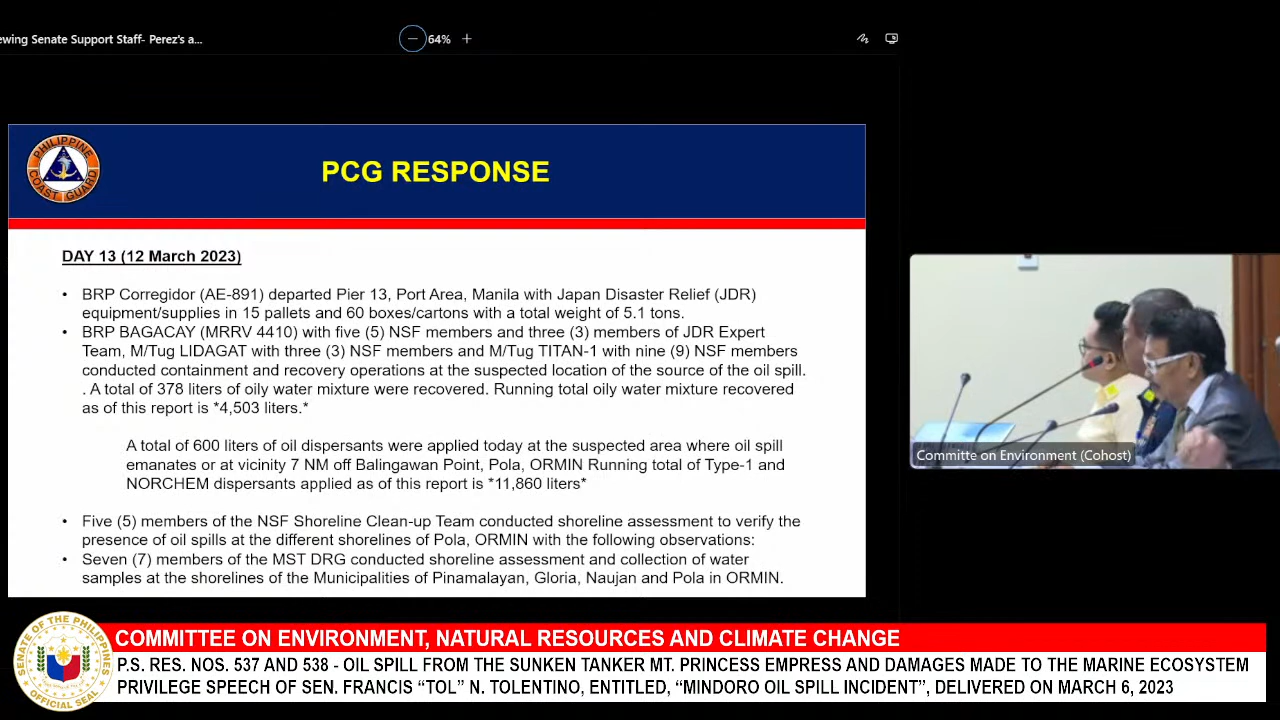 ewing Senate Support Staff- Perez's a...
64%
PHILIPPINE
COAST GUARD
PCG RESPONSE
DAY 13 (12 March 2023)
• BRP Corregidor (AE-891) departed Pier 13, Port Area, Manila with Japan Disaster Relief (JDR)
equipment/supplies in 15 pallets and 60 boxes/cartons with a total weight of 5.1 tons.
• BRP BAGACAY (MRRV 4410) with five (5) NSF members and three (3) members of JDR Expert
Team, M/Tug LIDAGAT with three (3) NSF members and M/Tug TITAN-1 with nine (9) NSF members
conducted containment and recovery operations at the suspected location of the source of the oil spill.
. A total of 378 liters of oily water mixture were recovered. Running total oily water mixture recovered
as of this report is *4,503 liters.*
A total of 600 liters of oil dispersants were applied today at the suspected area where oil spill
emanates or at vicinity 7 NM off Balingawan Point, Pola, ORMIN Running total of Type-1 and
NORCHEM dispersants applied as of this report is *11,860 liters*
• Five (5) members of the NSF Shoreline Clean-up Team conducted shoreline assessment to verify the
presence of oil spills at the different shorelines of Pola, ORMIN with the following observations:
• Seven (7) members of the MST DRG conducted shoreline assessment and collection of water
samples at the shorelines of the Municipalities of Pinamalayan, Gloria, Naujan and Pola in ORMIN.
Committe on Environment (Cohost)
SENATE OF THE PHILIPPINES
OFFICIAL SEAL
COMMITTEE ON ENVIRONMENT, NATURAL RESOURCES AND CLIMATE CHANGE
P.S. RES. NOS. 537 AND 538 - OIL SPILL FROM THE SUNKEN TANKER MT. PRINCESS EMPRESS AND DAMAGES MADE TO THE MARINE ECOSYSTEM
PRIVILEGE SPEECH OF SEN. FRANCIS “TOL” N. TOLENTINO, ENTITLED, “MINDORO OIL SPILL INCIDENT”, DELIVERED ON MARCH 6, 2023